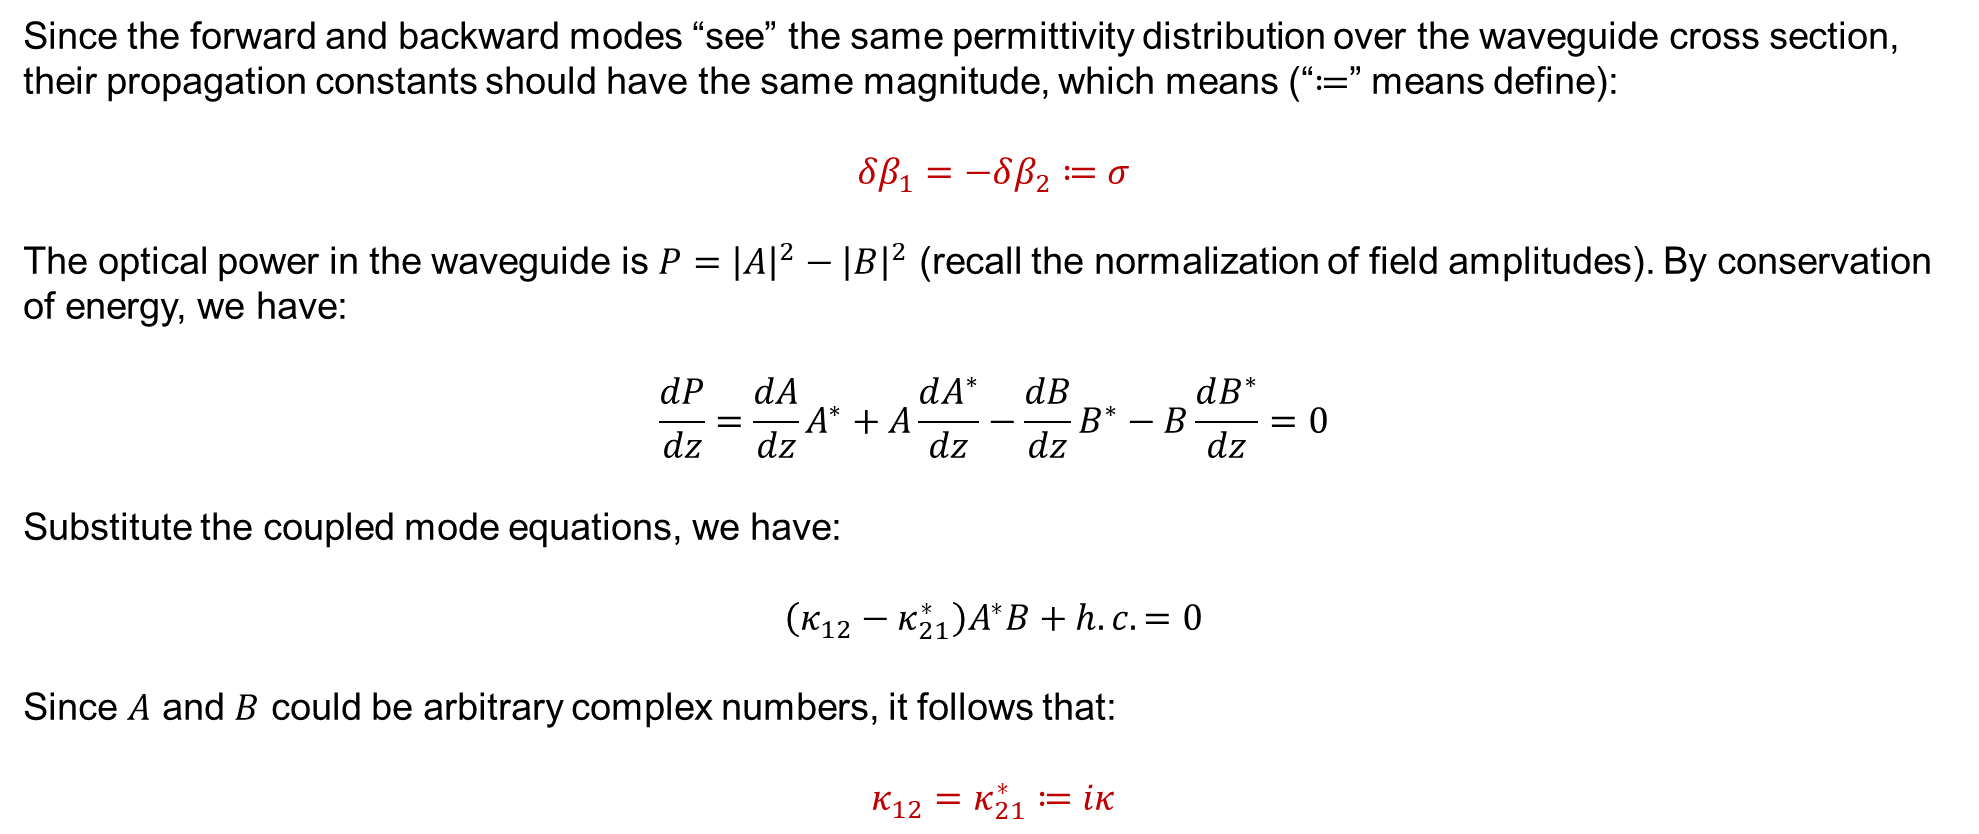 Since the forward and backward modes “see” the same permittivity distribution over the waveguide cross section,
their propagation constants should have the same magnitude, which means (“:=” means define):
δβ₁ = −δβ₂ ≔ σ
The optical power in the waveguide is P = |A|² − |B|² (recall the normalization of field amplitudes). By conservation
of energy, we have:
dP/dz = dA/dz A* + A dA*/dz − dB/dz B* − B dB*/dz = 0
Substitute the coupled mode equations, we have:
(κ₁₂ − κ₂₁*)A*B + h.c. = 0
Since A and B could be arbitrary complex numbers, it follows that:
κ₁₂ = κ₂₁* ≔ iκ